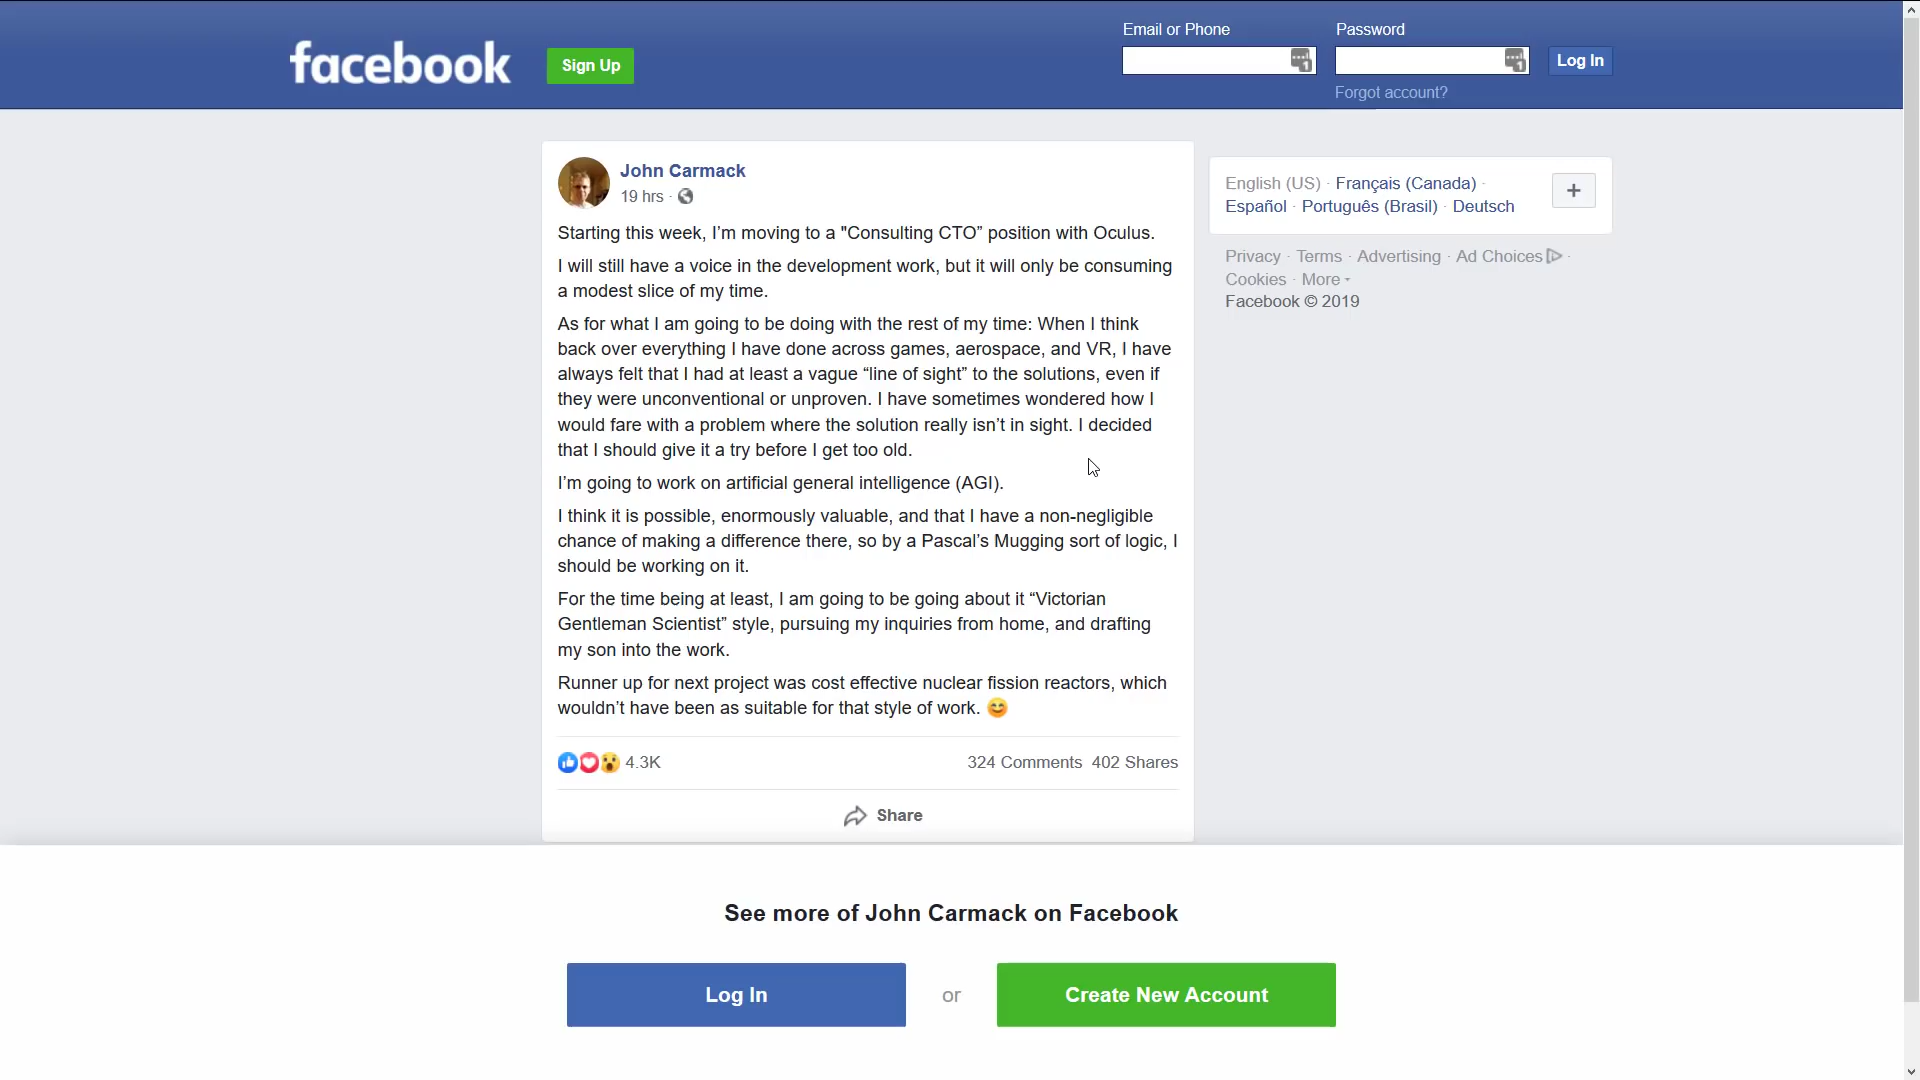 facebook
Sign Up
Email or Phone
Password
Log In
Forgot account?
John Carmack
19 hrs ·
Starting this week, I’m moving to a "Consulting CTO” position with Oculus.
I will still have a voice in the development work, but it will only be consuming
a modest slice of my time.
As for what I am going to be doing with the rest of my time: When I think
back over everything I have done across games, aerospace, and VR, I have
always felt that I had at least a vague “line of sight” to the solutions, even if
they were unconventional or unproven. I have sometimes wondered how I
would fare with a problem where the solution really isn’t in sight. I decided
that I should give it a try before I get too old.
I’m going to work on artificial general intelligence (AGI).
I think it is possible, enormously valuable, and that I have a non-negligible
chance of making a difference there, so by a Pascal’s Mugging sort of logic, I
should be working on it.
For the time being at least, I am going to be going about it “Victorian
Gentleman Scientist” style, pursuing my inquiries from home, and drafting
my son into the work.
Runner up for next project was cost effective nuclear fission reactors, which
wouldn’t have been as suitable for that style of work. 😊
4.3K
324 Comments 402 Shares
Share
English (US) · Français (Canada) ·
Español · Português (Brasil) · Deutsch
+
Privacy · Terms · Advertising · Ad Choices ·
Cookies · More
Facebook © 2019
See more of John Carmack on Facebook
Log In
or
Create New Account